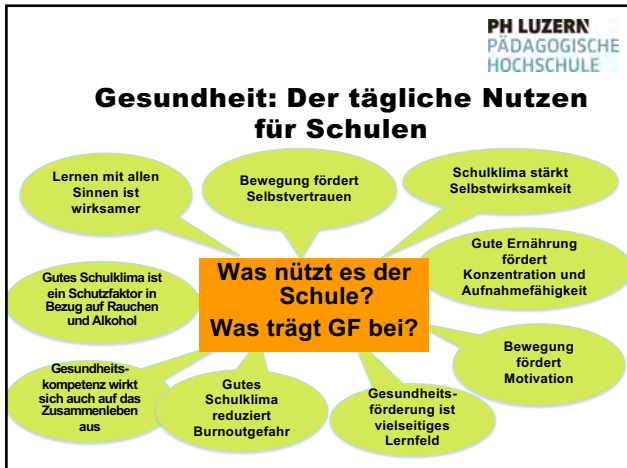 PH LUZERN
PÄDAGOGISCHE
HOCHSCHULE
Gesundheit: Der tägliche Nutzen
für Schulen
Lernen mit allen
Sinnen ist
wirksamer
Bewegung fördert
Selbstvertrauen
Schulklima stärkt
Selbstwirksamkeit
Gutes Schulklima ist
ein Schutzfaktor in
Bezug auf Rauchen
und Alkohol
Was nützt es der
Schule?
Was trägt GF bei?
Gute Ernährung
fördert
Konzentration und
Aufnahmefähigkeit
Gesundheits-
kompetenz wirkt
sich auch auf das
Zusammenleben
aus
Gutes
Schulklima
reduziert
Burnoutgefahr
Gesundheits-
förderung ist
vielseitiges
Lernfeld
Bewegung
fördert
Motivation